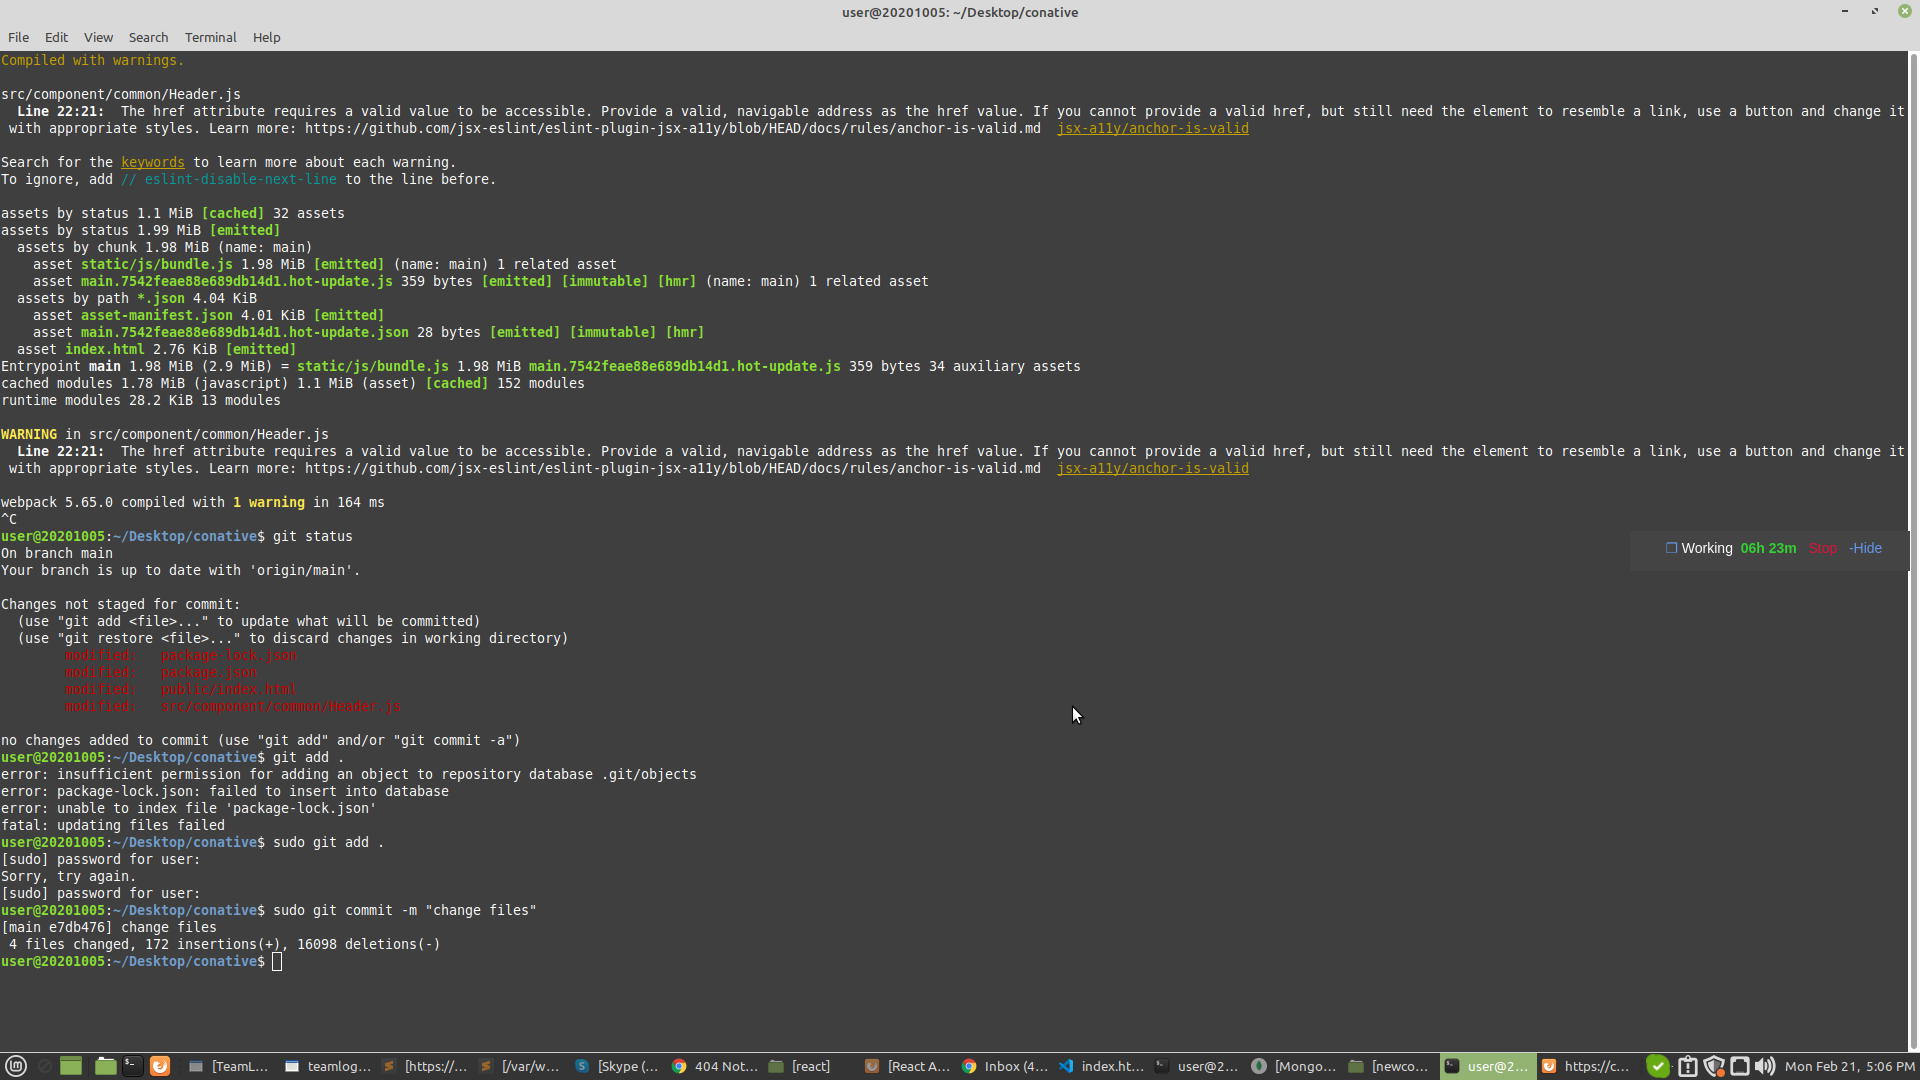 user@20201005: ~/Desktop/conative
File Edit View Search Terminal Help
Compiled with warnings.
src/component/common/Header.js
Line 22:21: The href attribute requires a valid value to be accessible. Provide a valid, navigable address as the href value. If you cannot provide a valid href, but still need the element to resemble a link, use a button and change it
with appropriate styles. Learn more: https://github.com/jsx-eslint/eslint-plugin-jsx-a11y/blob/HEAD/docs/rules/anchor-is-valid.md jsx-a11y/anchor-is-valid
Search for the keywords to learn more about each warning.
To ignore, add // eslint-disable-next-line to the line before.
assets by status 1.1 MiB [cached] 32 assets
assets by status 1.99 MiB [emitted]
assets by chunk 1.98 MiB (name: main)
asset static/js/bundle.js 1.98 MiB [emitted] (name: main) 1 related asset
asset main.7542feae88e689db14d1.hot-update.js 359 bytes [emitted] [immutable] [hmr] (name: main) 1 related asset
assets by path *.json 4.04 KiB
asset asset-manifest.json 4.01 KiB [emitted]
asset main.7542feae88e689db14d1.hot-update.json 28 bytes [emitted] [immutable] [hmr]
asset index.html 2.76 KiB [emitted]
Entrypoint main 1.98 MiB (2.9 MiB) = static/js/bundle.js 1.98 MiB main.7542feae88e689db14d1.hot-update.js 359 bytes 34 auxiliary assets
cached modules 1.78 MiB (javascript) 1.1 MiB (asset) [cached] 152 modules
runtime modules 28.2 KiB 13 modules
WARNING in src/component/common/Header.js
Line 22:21: The href attribute requires a valid value to be accessible. Provide a valid, navigable address as the href value. If you cannot provide a valid href, but still need the element to resemble a link, use a button and change it
with appropriate styles. Learn more: https://github.com/jsx-eslint/eslint-plugin-jsx-a11y/blob/HEAD/docs/rules/anchor-is-valid.md jsx-a11y/anchor-is-valid
webpack 5.65.0 compiled with 1 warning in 164 ms
^C
user@20201005:~/Desktop/conative$ git status
On branch main
Working 06h 23m Stop -Hide
Your branch is up to date with 'origin/main'.
Changes not staged for commit:
(use "git add <file>..." to update what will be committed)
(use "git restore <file>..." to discard changes in working directory)
modified: package-lock.json
modified: package.json
modified: public/index.html
modified: src/component/common/Header.js
no changes added to commit (use "git add" and/or "git commit -a")
user@20201005:~/Desktop/conative$ git add .
error: insufficient permission for adding an object to repository database .git/objects
error: package-lock.json: failed to insert into database
error: unable to index file 'package-lock.json'
fatal: updating files failed
user@20201005:~/Desktop/conative$ sudo git add .
[sudo] password for user:
Sorry, try again.
[sudo] password for user:
user@20201005:~/Desktop/conative$ sudo git commit -m "change files"
[main e7db476] change files
4 files changed, 172 insertions(+), 16098 deletions(-)
user@20201005:~/Desktop/conative$
[TeamL... teamlog... [https://... [/var/w... [Skype (... 404 Not... [react] [React A... Inbox (4... index.ht... user@2... [Mongo... [newco... user@2... https://c... Mon Feb 21, 5:06 PM